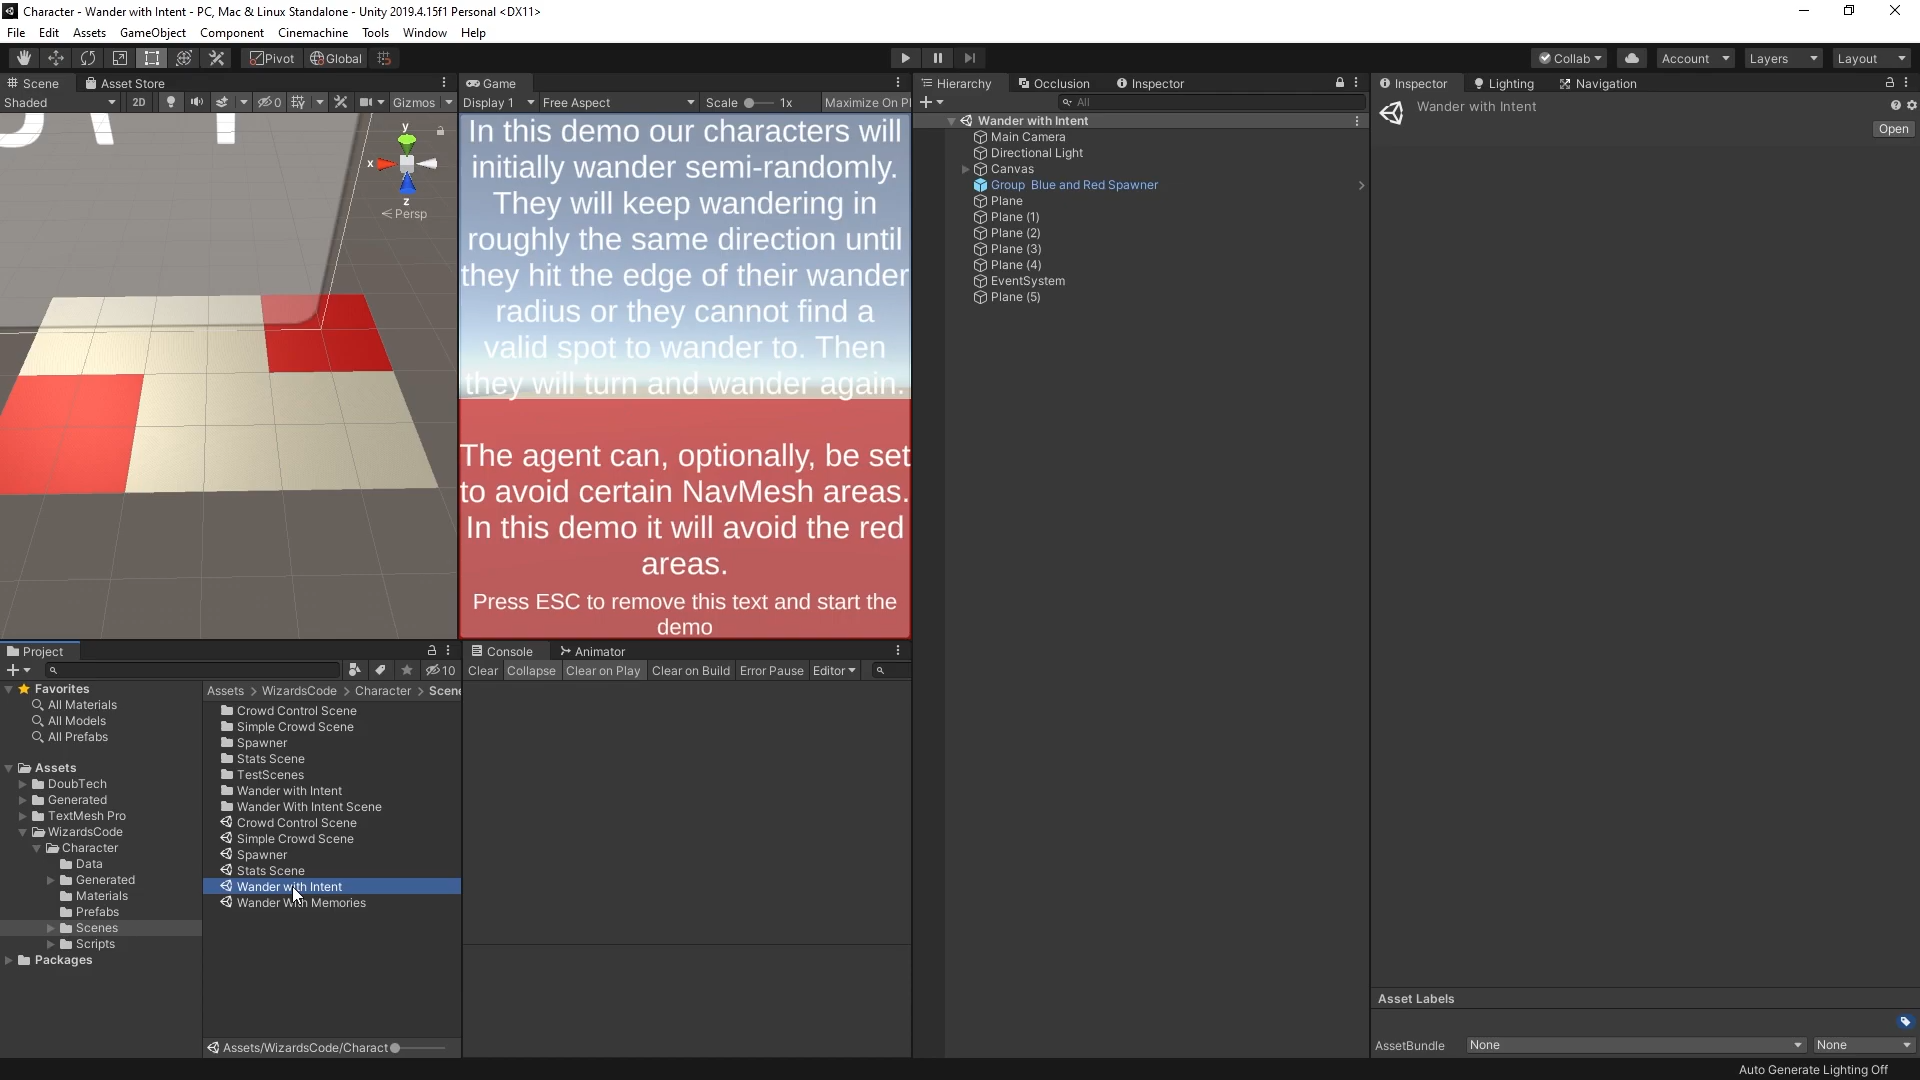 Character - Wander with Intent - PC, Mac & Linux Standalone - Unity 2019.4.15f1 Personal <DX11>
File Edit Assets GameObject Component Cinemachine Tools Window Help
Pivot Global Collab Account Layers Layout
Scene Asset Store
Shaded 2D 0 Gizmos
y
x
z
Persp
Game
Display 1 Free Aspect Scale 1x Maximize On Pl
In this demo our characters will
initially wander semi-randomly.
They will keep wandering in
roughly the same direction until
they hit the edge of their wander
radius or they cannot find a
valid spot to wander to. Then
they will turn and wander again.
The agent can, optionally, be set
to avoid certain NavMesh areas.
In this demo it will avoid the red
areas.
Press ESC to remove this text and start the
demo
Hierarchy Occlusion Inspector
All
Wander with Intent
Main Camera
Directional Light
Canvas
Group Blue and Red Spawner
Plane
Plane (1)
Plane (2)
Plane (3)
Plane (4)
EventSystem
Plane (5)
Inspector Lighting Navigation
Wander with Intent
Open
Project
10
Favorites
All Materials
All Models
All Prefabs
Assets
DoubTech
Generated
TextMesh Pro
WizardsCode
Character
Data
Generated
Materials
Prefabs
Scenes
Scripts
Packages
Assets > WizardsCode > Character > Scene
Crowd Control Scene
Simple Crowd Scene
Spawner
Stats Scene
TestScenes
Wander with Intent
Wander With Intent Scene
Crowd Control Scene
Simple Crowd Scene
Spawner
Stats Scene
Wander with Intent
Wander With Memories
Assets/WizardsCode/Charact
Console Animator
Clear Collapse Clear on Play Clear on Build Error Pause Editor
Asset Labels
AssetBundle None None
Auto Generate Lighting Off